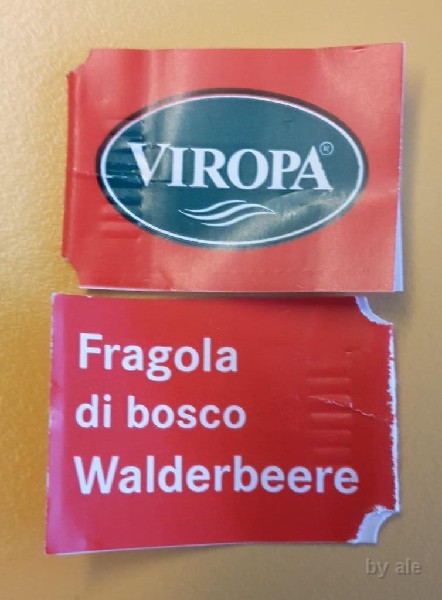 VIROPA®
Fragola
di bosco
Walderbeere
by ale